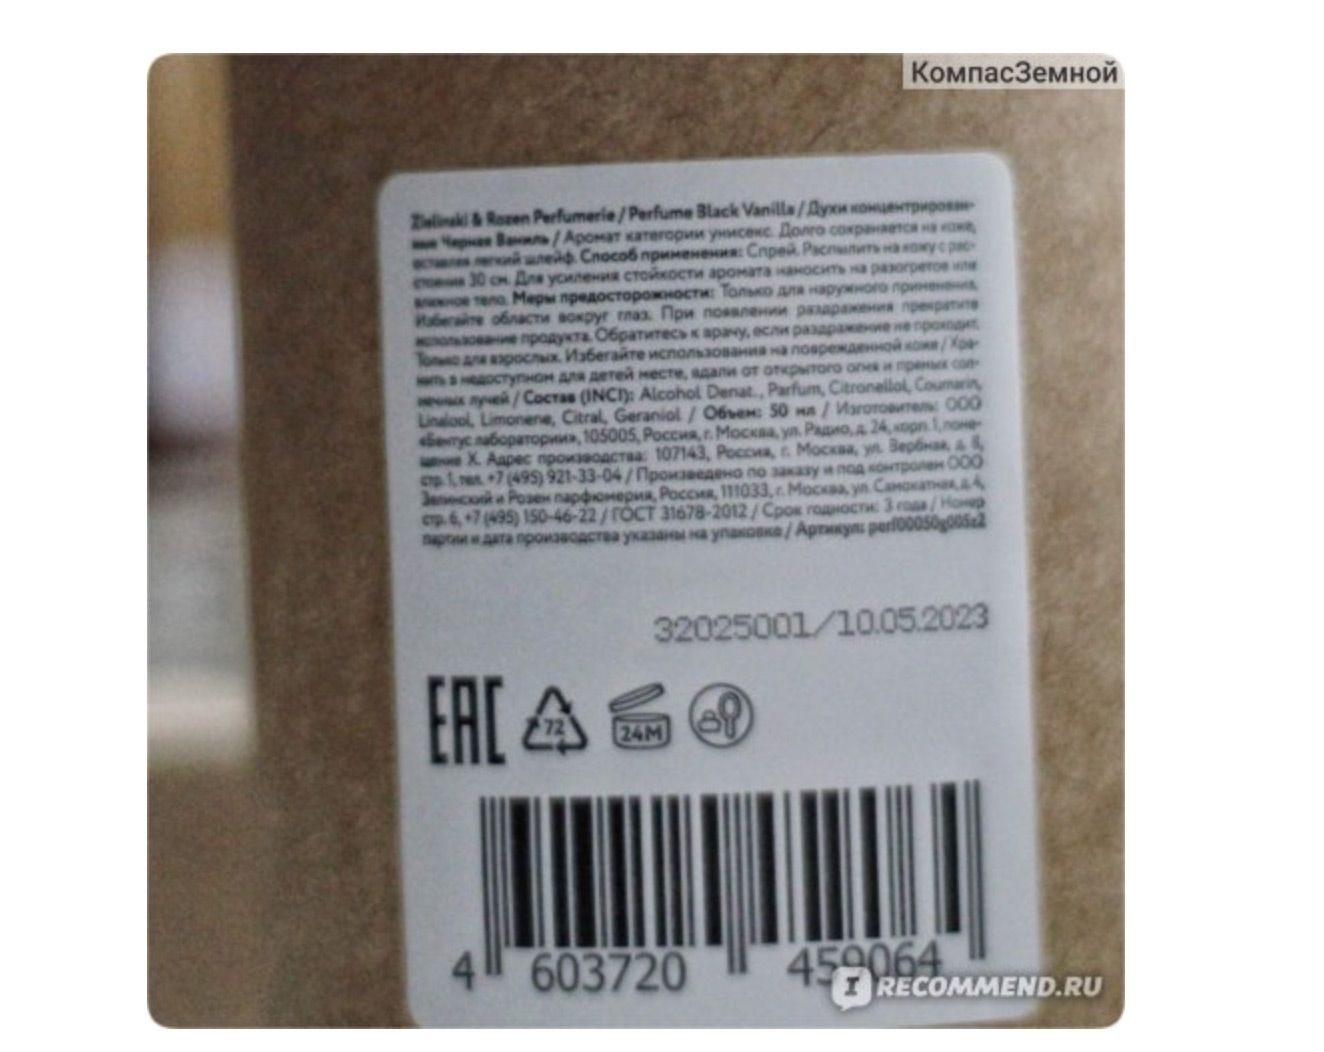 КомпасЗемной
Zielinski & Rozen Perfumerie / Perfume Black Vanilla / Духи концентрирован-
ные Черная Ваниль / Аромат категории унисекс. Долго сохраняется на коже,
оставляя легкий шлейф. Способ применения: Спрей. Распылить на кожу с рас-
стояния 30 см. Для усиления стойкости аромата наносить на разогретое или
влажное тело. Меры предосторожности: Только для наружного применения.
Избегайте области вокруг глаз. При появлении раздражения прекратите
использование продукта. Обратитесь к врачу, если раздражение не проходит.
Только для взрослых. Избегайте использования на поврежденной коже / Хра-
нить в недоступном для детей месте, вдали от открытого огня и прямых сол-
нечных лучей / Состав (INCI): Alcohol Denat., Parfum, Citronellol, Coumarin,
Linalool, Limonene, Citral, Geraniol / Объем: 50 мл / Изготовитель: ООО
«Бентус лаборатории», 105005, Россия, г. Москва, ул. Радио, д. 24, корп. 1, поме-
щение X. Адрес производства: 107143, Россия, г. Москва, ул. Вербная, д. 8,
стр. 1, тел. +7 (495) 921-33-04 / Произведено по заказу и под контролем ООО
Зелинский и Розен парфюмерия, Россия, 111033, г. Москва, ул. Самокатная, д. 4,
стр. 6, +7 (495) 150-46-22 / ГОСТ 31678-2012 / Срок годности: 3 года / Номер
партии и дата производства указаны на упаковке / Артикул: perf00050g005z2
32025001/10.05.2023
EAC 72 24M
4 603720 459064
IRECOMMEND.RU